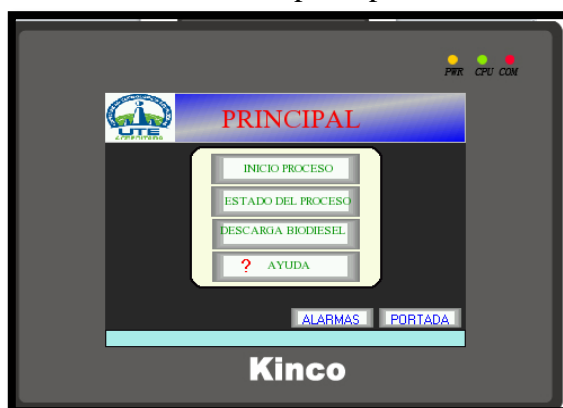 PWR CPU COM
UTE
PRINCIPAL
INICIO PROCESO
ESTADO DEL PROCESO
DESCARGA BIODIESEL
? AYUDA
ALARMAS PORTADA
Kinco